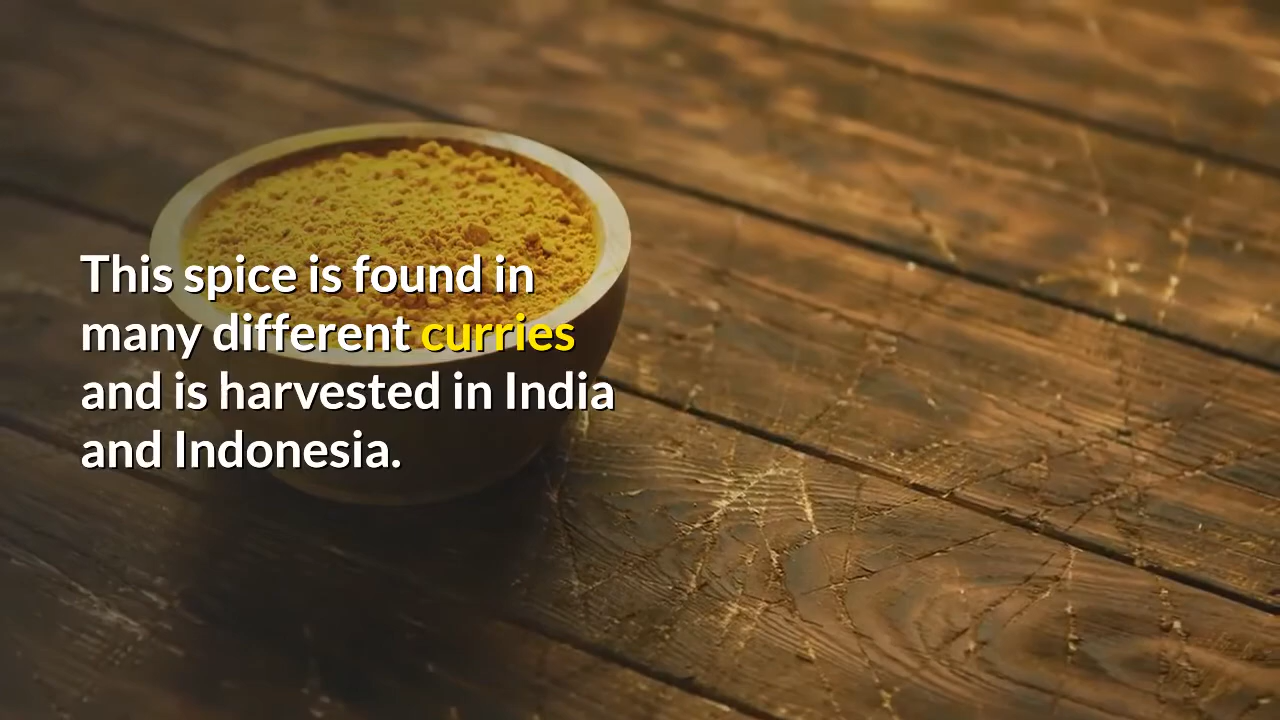 This spice is found in
many different curries
and is harvested in India
and Indonesia.